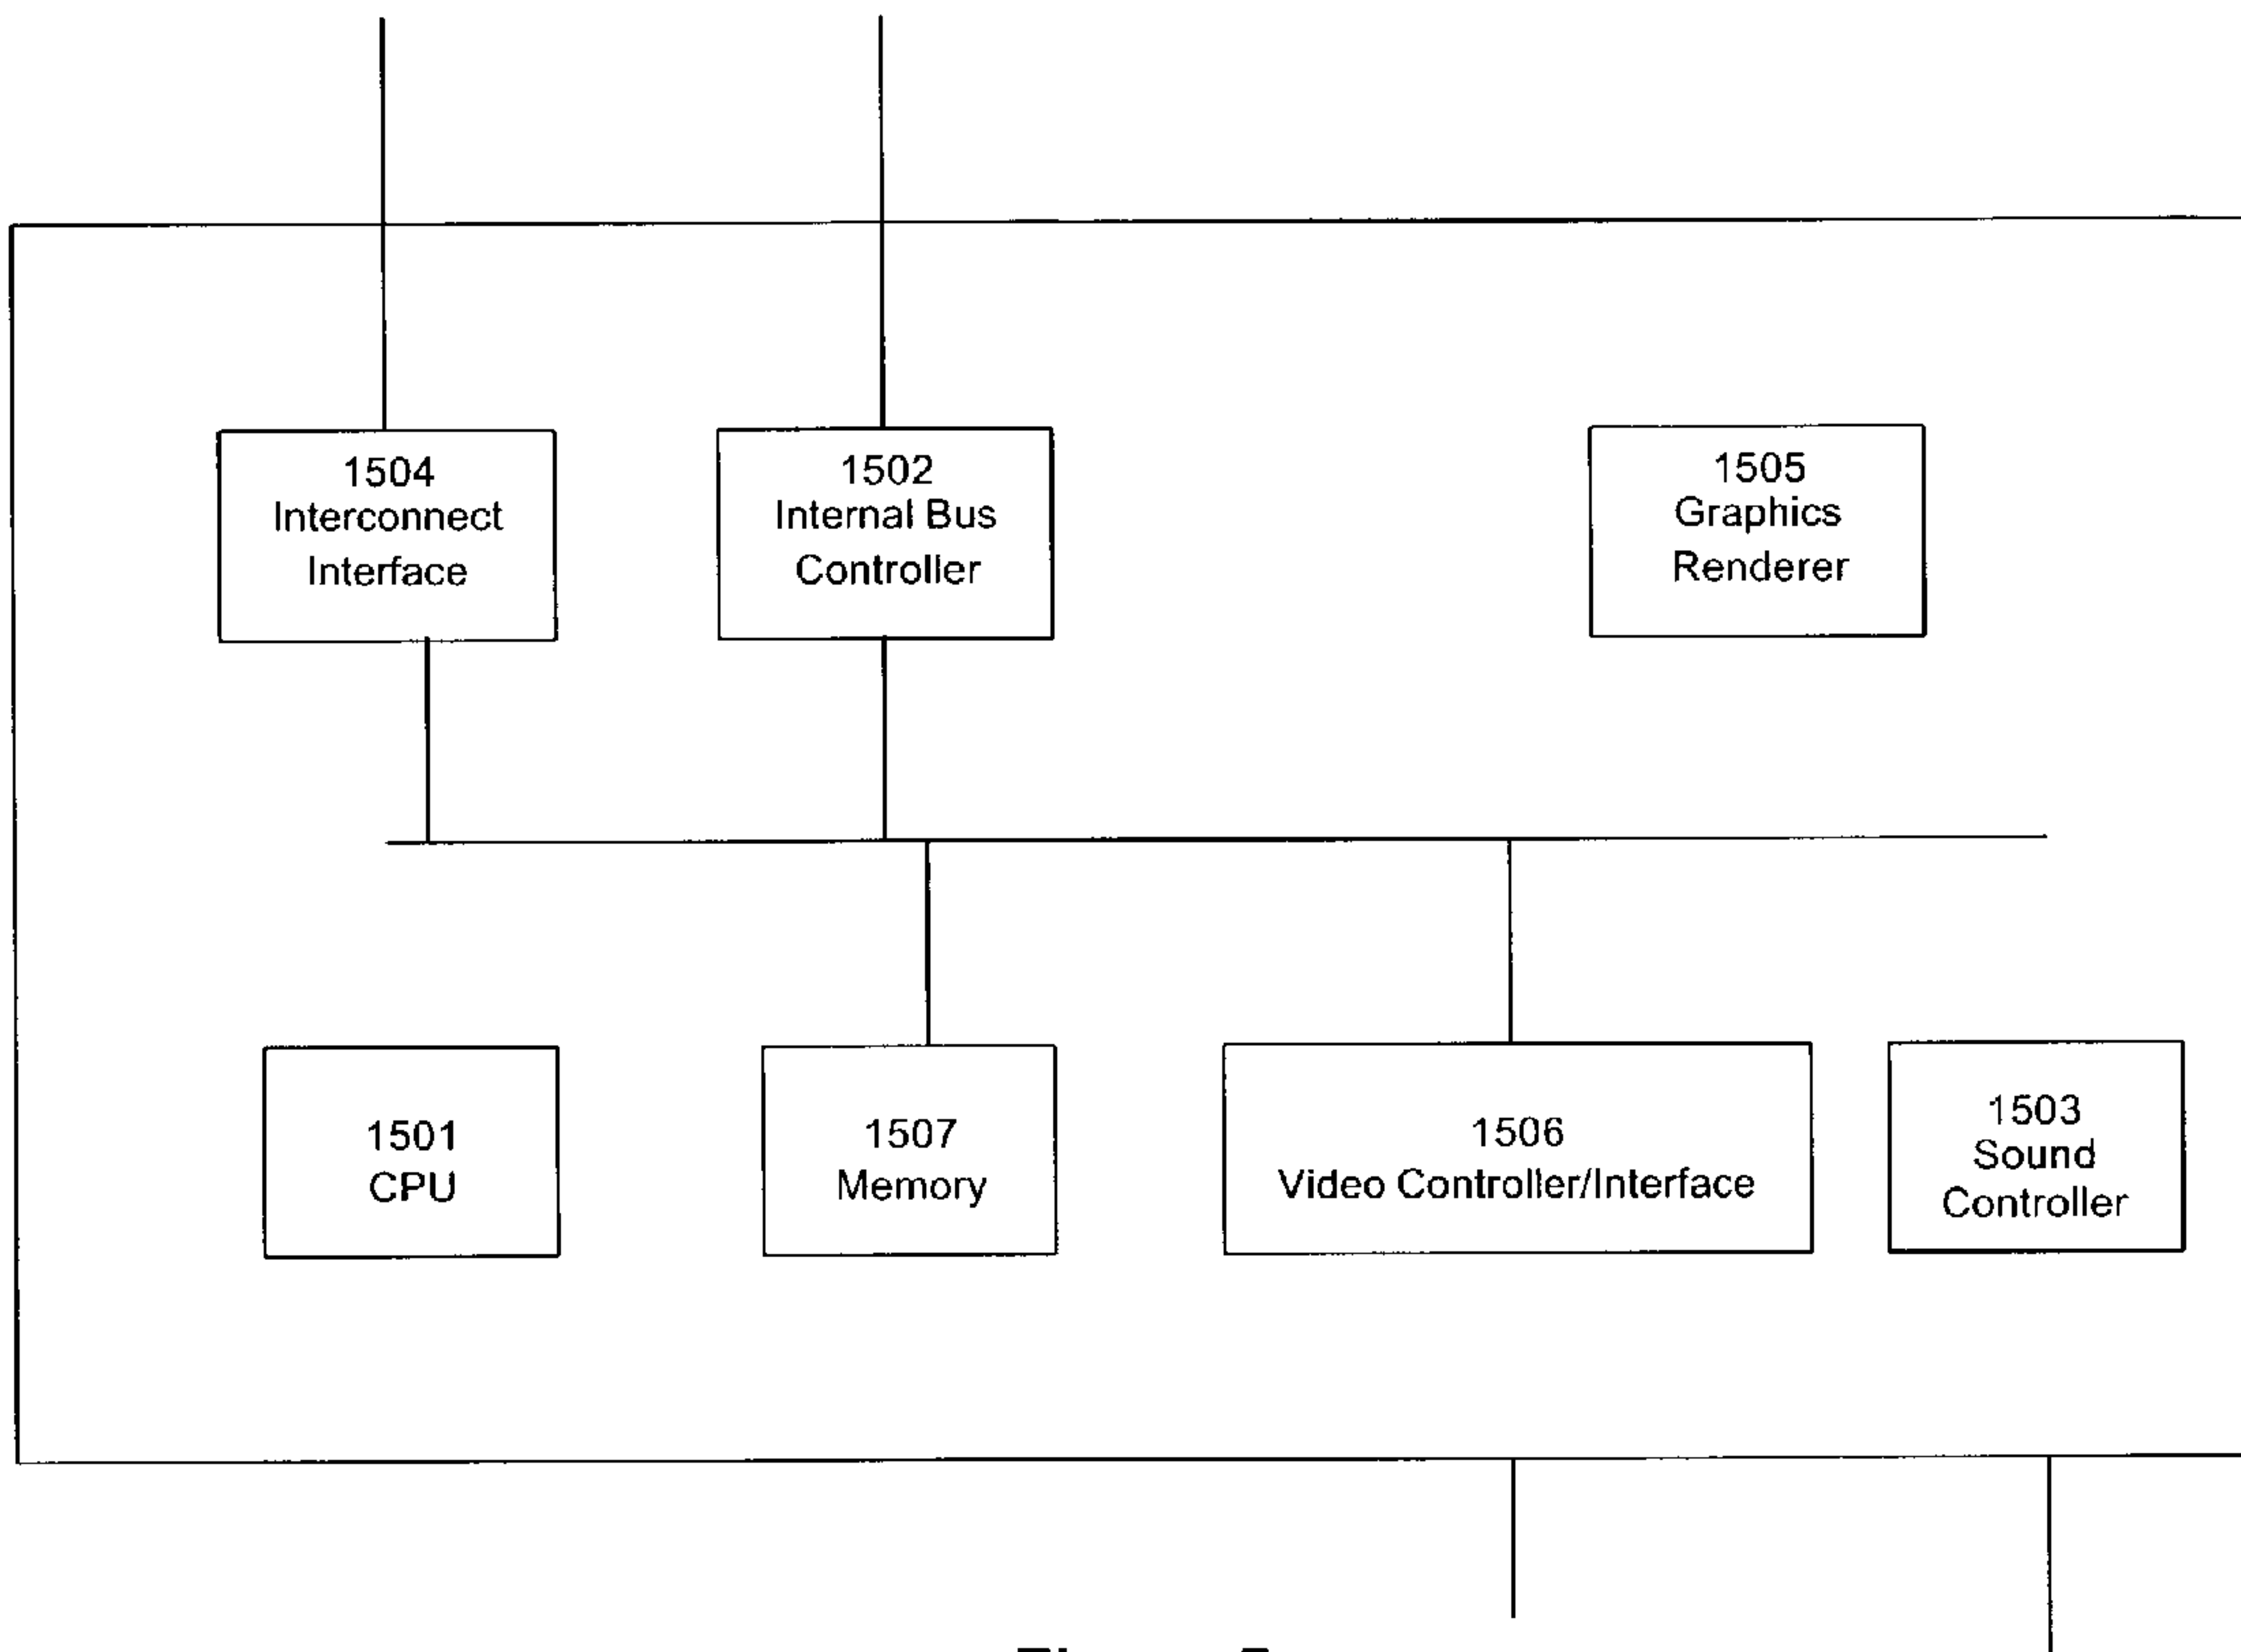 1504
Interconnect
Interface
1502
Internal Bus
Controller
1505
Graphics
Renderer
1501
CPU
1507
Memory
1506
Video Controller/Interface
1503
Sound
Controller